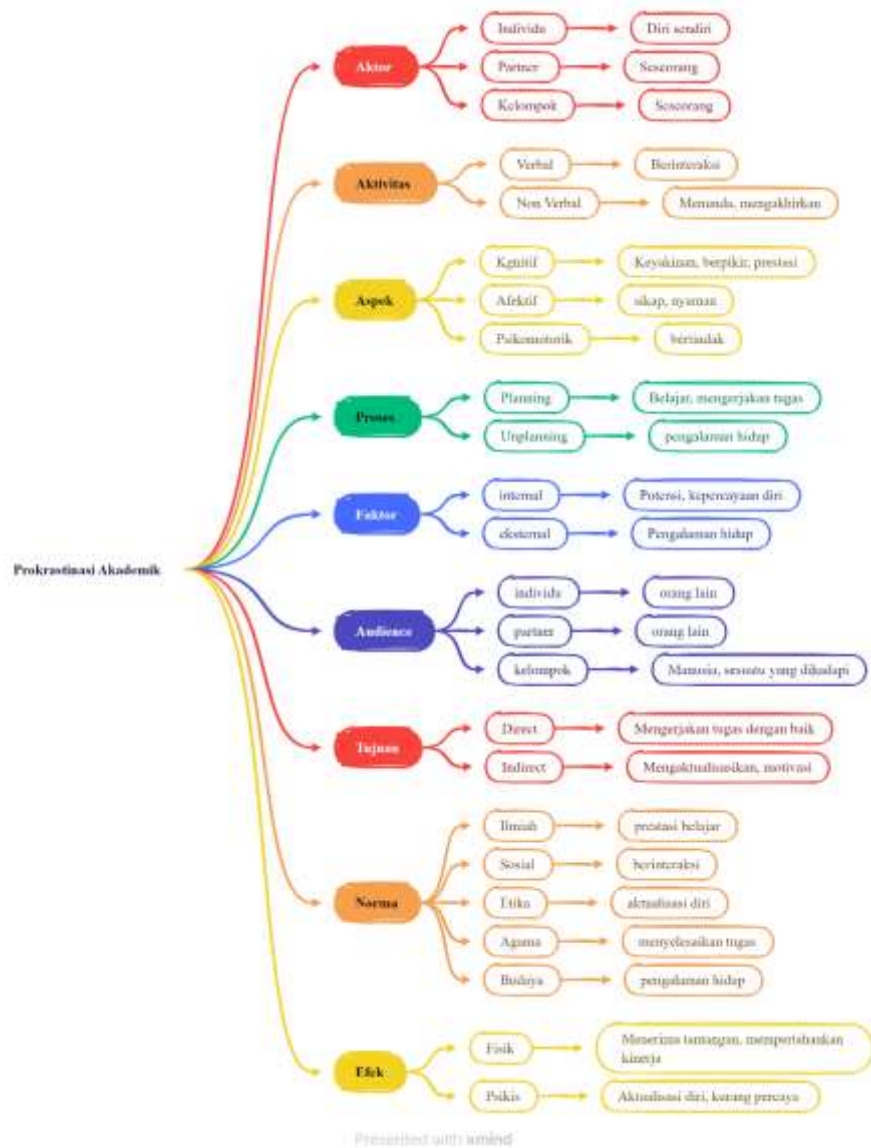 Aktor
Individu
Diri sendiri
Partner
Seseorang
Kelompok
Seseorang
Aktivitas
Verbal
Berinteraksi
Non Verbal
Menunda, mengakhirkan
Aspek
Kgnitif
Keyakinan, berpikir, prestasi
Afektif
sikap, nyaman
Psikomotorik
bertindak
Proses
Planning
Belajar, mengerjakan tugas
Unplanning
pengalaman hidup
Faktor
internal
Potensi, kepercayaan diri
eksternal
Pengalaman hidup
Prokrastinasi Akademik
Audience
individu
orang lain
partner
orang lain
kelompok
Manusia, sesuatu yang dihadapi
Tujuan
Direct
Mengerjakan tugas dengan baik
Indirect
Mengaktualisasikan, motivasi
Norma
Ilmiah
prestasi belajar
Sosial
berinteraksi
Etika
aktualisasi diri
Agama
menyelesaikan tugas
Budaya
pengalaman hidup
Efek
Fisik
Menerima tantangan, mempertahankan
kinerja
Psikis
Aktualisasi diri, kurang percaya
Presented with xmind